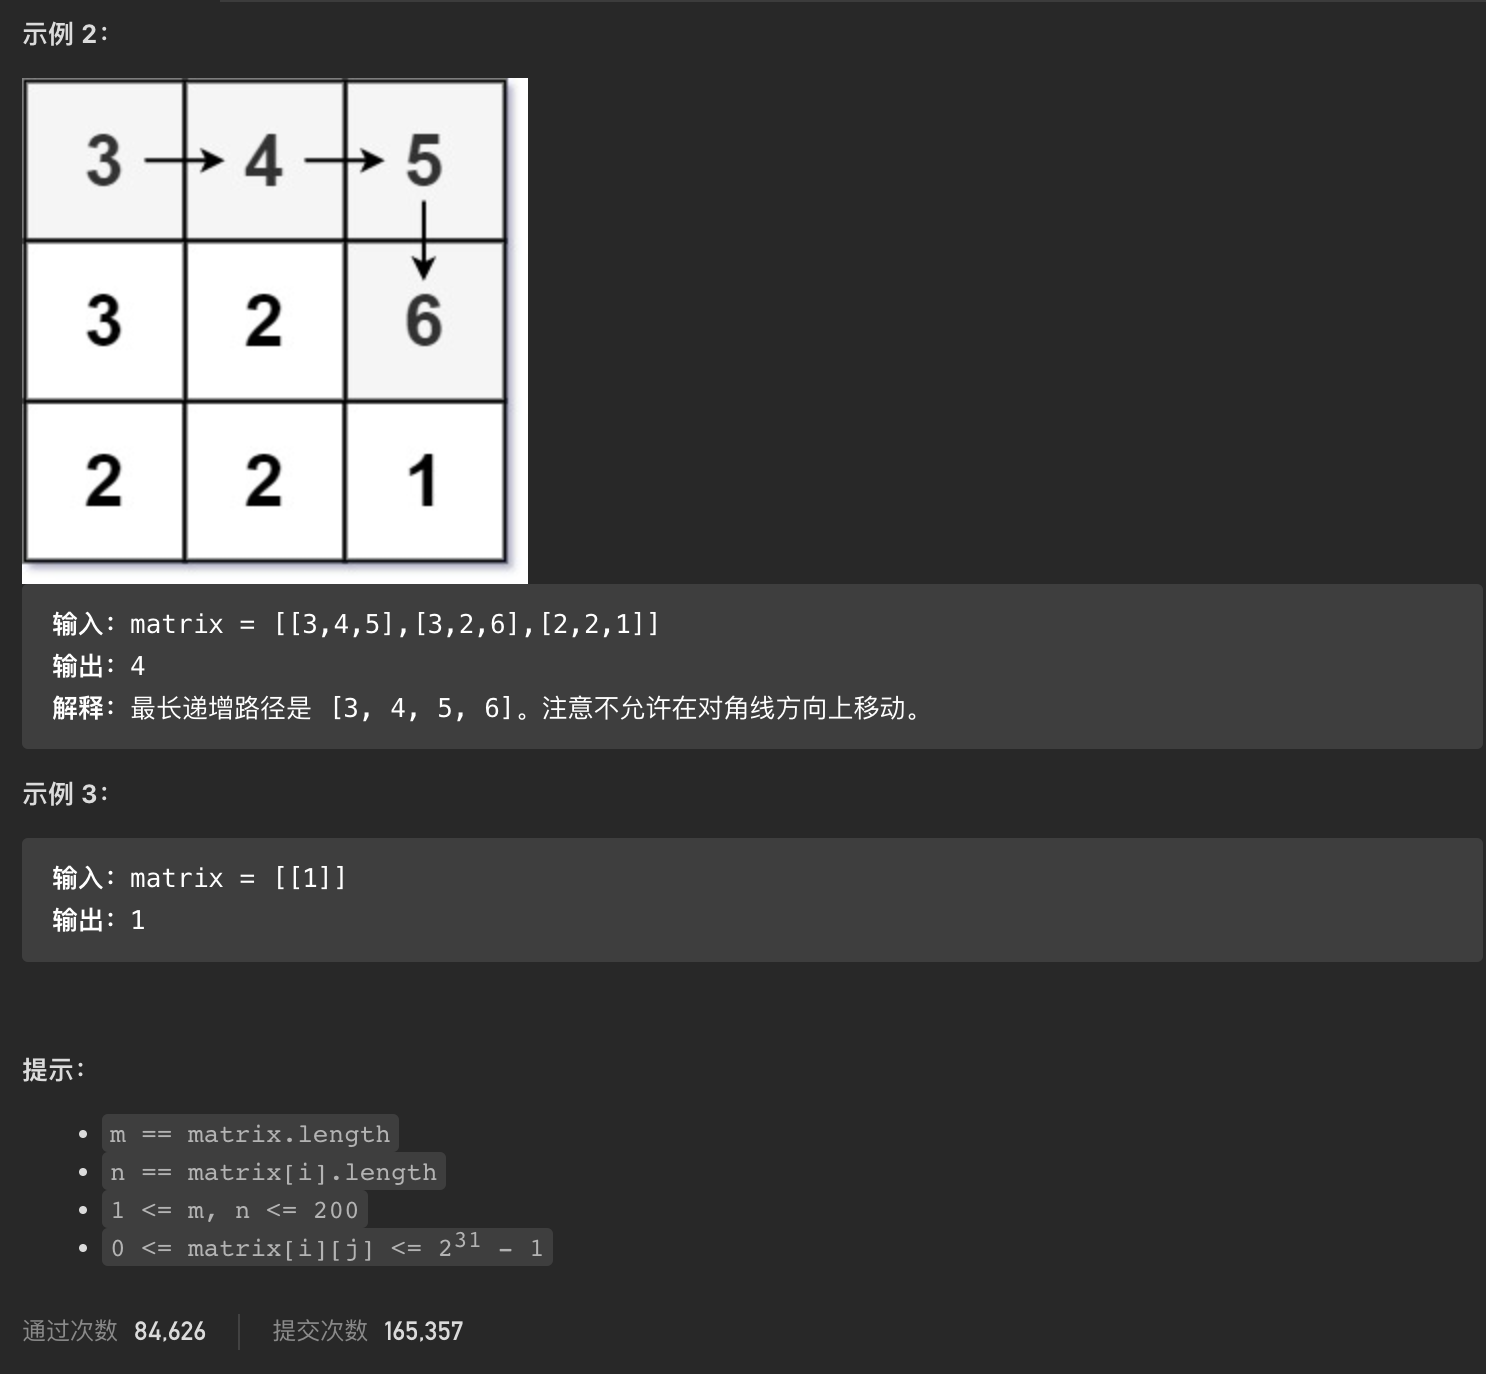 示例 2：
3 4 5
3 2 6
2 2 1
输入：matrix = [[3,4,5],[3,2,6],[2,2,1]]
输出：4
解释：最长递增路径是 [3, 4, 5, 6]。注意不允许在对角线方向上移动。
示例 3：
输入：matrix = [[1]]
输出：1
提示：
m == matrix.length
n == matrix[i].length
1 <= m, n <= 200
0 <= matrix[i][j] <= 2³¹ - 1
通过次数 84,626 提交次数 165,357